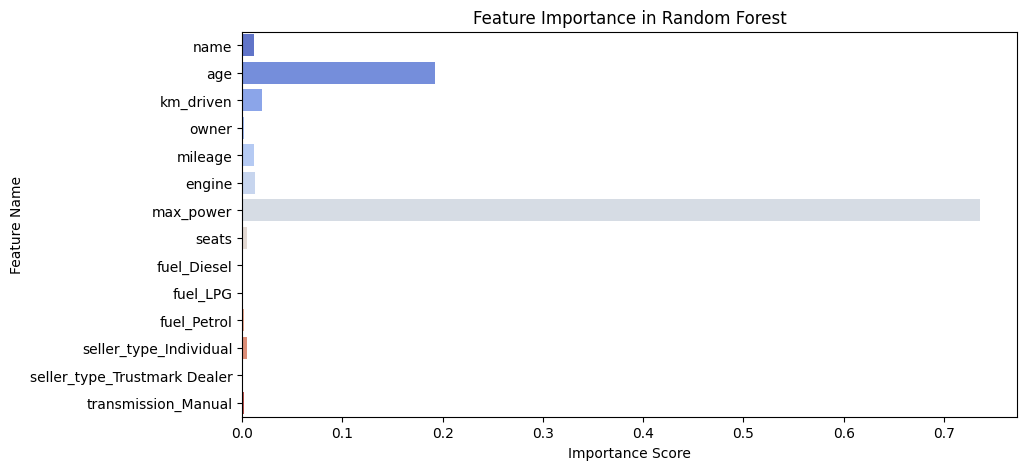 Feature Importance in Random Forest
name
age
km_driven
owner
mileage
engine
max_power
seats
fuel_Diesel
fuel_LPG
fuel_Petrol
seller_type_Individual
seller_type_Trustmark Dealer
transmission_Manual
Feature Name
0.0 0.1 0.2 0.3 0.4 0.5 0.6 0.7
Importance Score